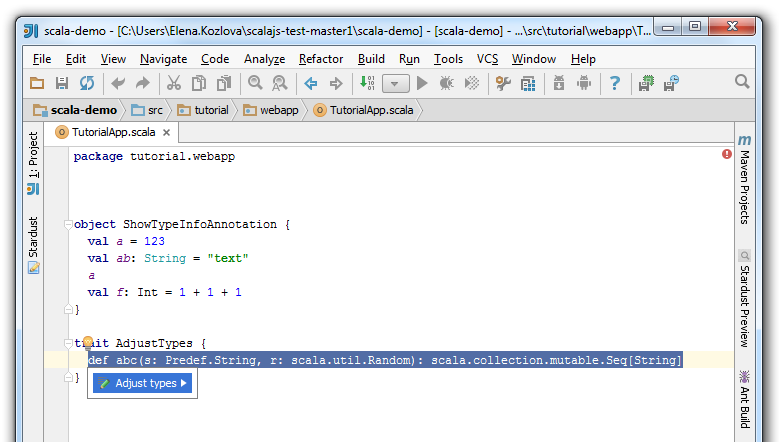 scala-demo - [C:\Users\Elena.Kozlova\scalajs-test-master1\scala-demo] - [scala-demo] - ...\src\tutorial\webapp\T...
File Edit View Navigate Code Analyze Refactor Build Run Tools VCS Window Help
scala-demo src tutorial webapp TutorialApp.scala
TutorialApp.scala
1: Project
Stardust
package tutorial.webapp
object ShowTypeInfoAnnotation {
val a = 123
val ab: String = "text"
a
val f: Int = 1 + 1 + 1
}
trait AdjustTypes {
def abc(s: Predef.String, r: scala.util.Random): scala.collection.mutable.Seq[String]
}
Adjust types
Maven Projects
Stardust Preview
Ant Build